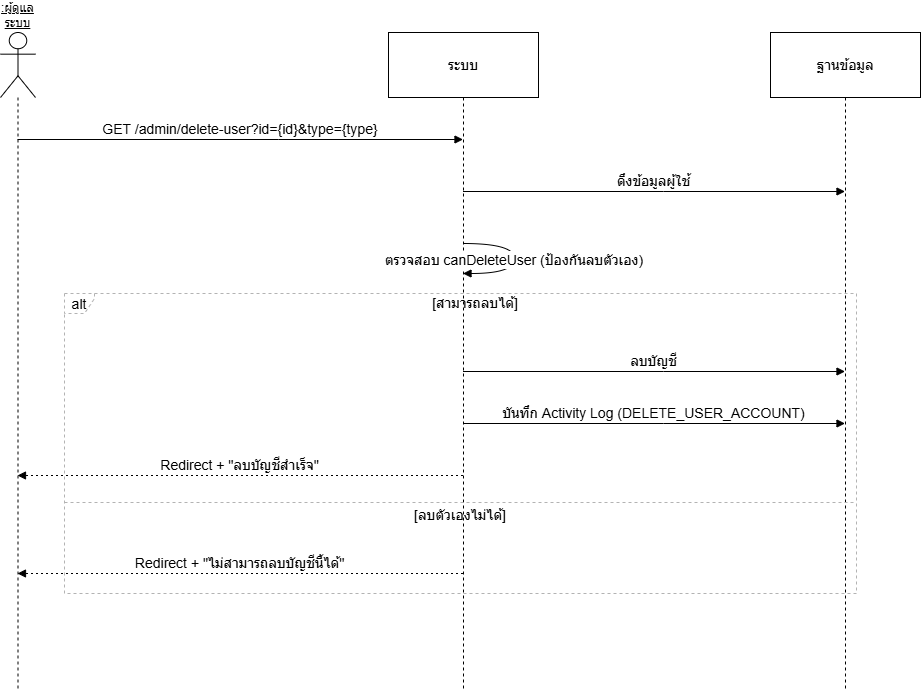 :ผู้ดูแล
ระบบ
ระบบ
ฐานข้อมูล
GET /admin/delete-user?id={id}&type={type}
ดึงข้อมูลผู้ใช้
ตรวจสอบ canDeleteUser (ป้องกันลบตัวเอง)
alt
[สามารถลบได้]
ลบบัญชี
บันทึก Activity Log (DELETE_USER_ACCOUNT)
Redirect + "ลบบัญชีสำเร็จ"
[ลบตัวเองไม่ได้]
Redirect + "ไม่สามารถลบบัญชีนี้ได้"